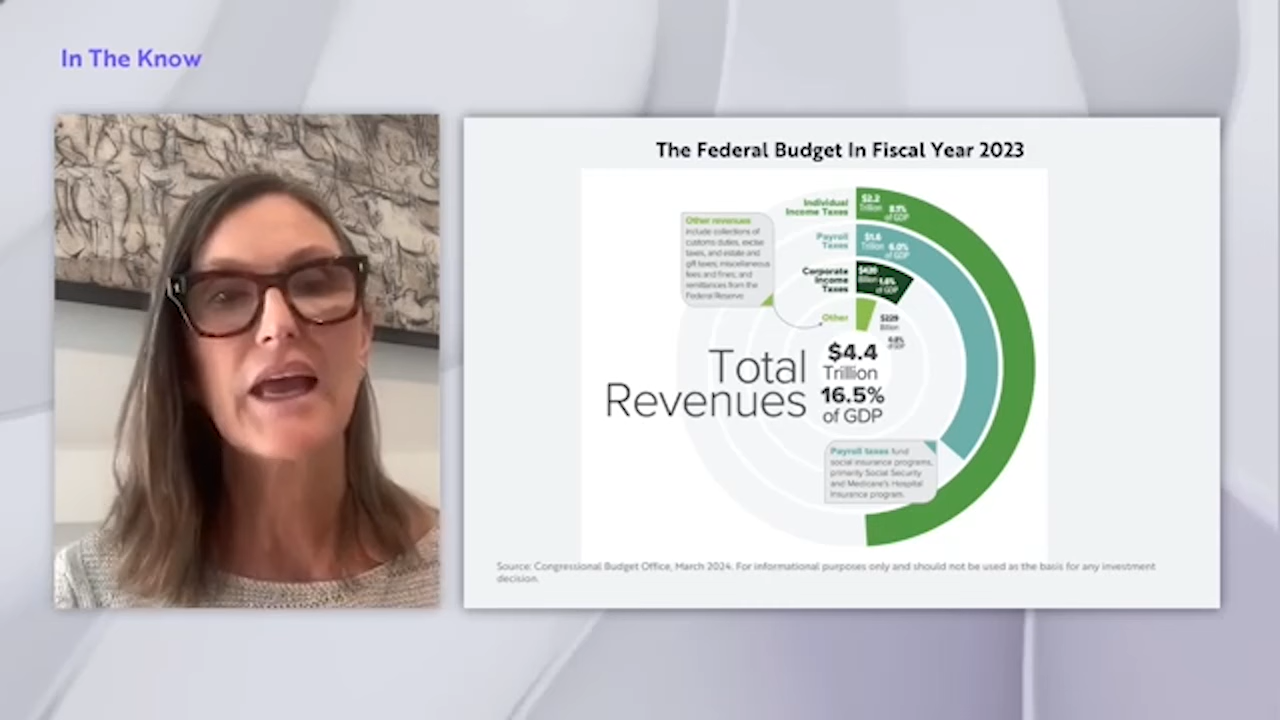 In The Know
The Federal Budget In Fiscal Year 2023
Individual
Income Taxes
$2.2
Trillion
of GDP
Payroll
Taxes
$1.6
Trillion 6.0%
of GDP
Corporate
Income
Taxes
Billion 1.6%
of GDP
Other
$229
Billion
of GDP
Other revenues
include collections of
customs duties, excise
taxes, and estate and
gift taxes; miscellaneous
fees and fines; and
remittances from the
Federal Reserve
Total
Revenues
$4.4
Trillion
16.5%
of GDP
Payroll taxes fund
social insurance programs,
primarily Social Security
and Medicare's Hospital
Insurance program.
Source: Congressional Budget Office, March 2024. For informational purposes only and should not be used as the basis for any investment
decision.